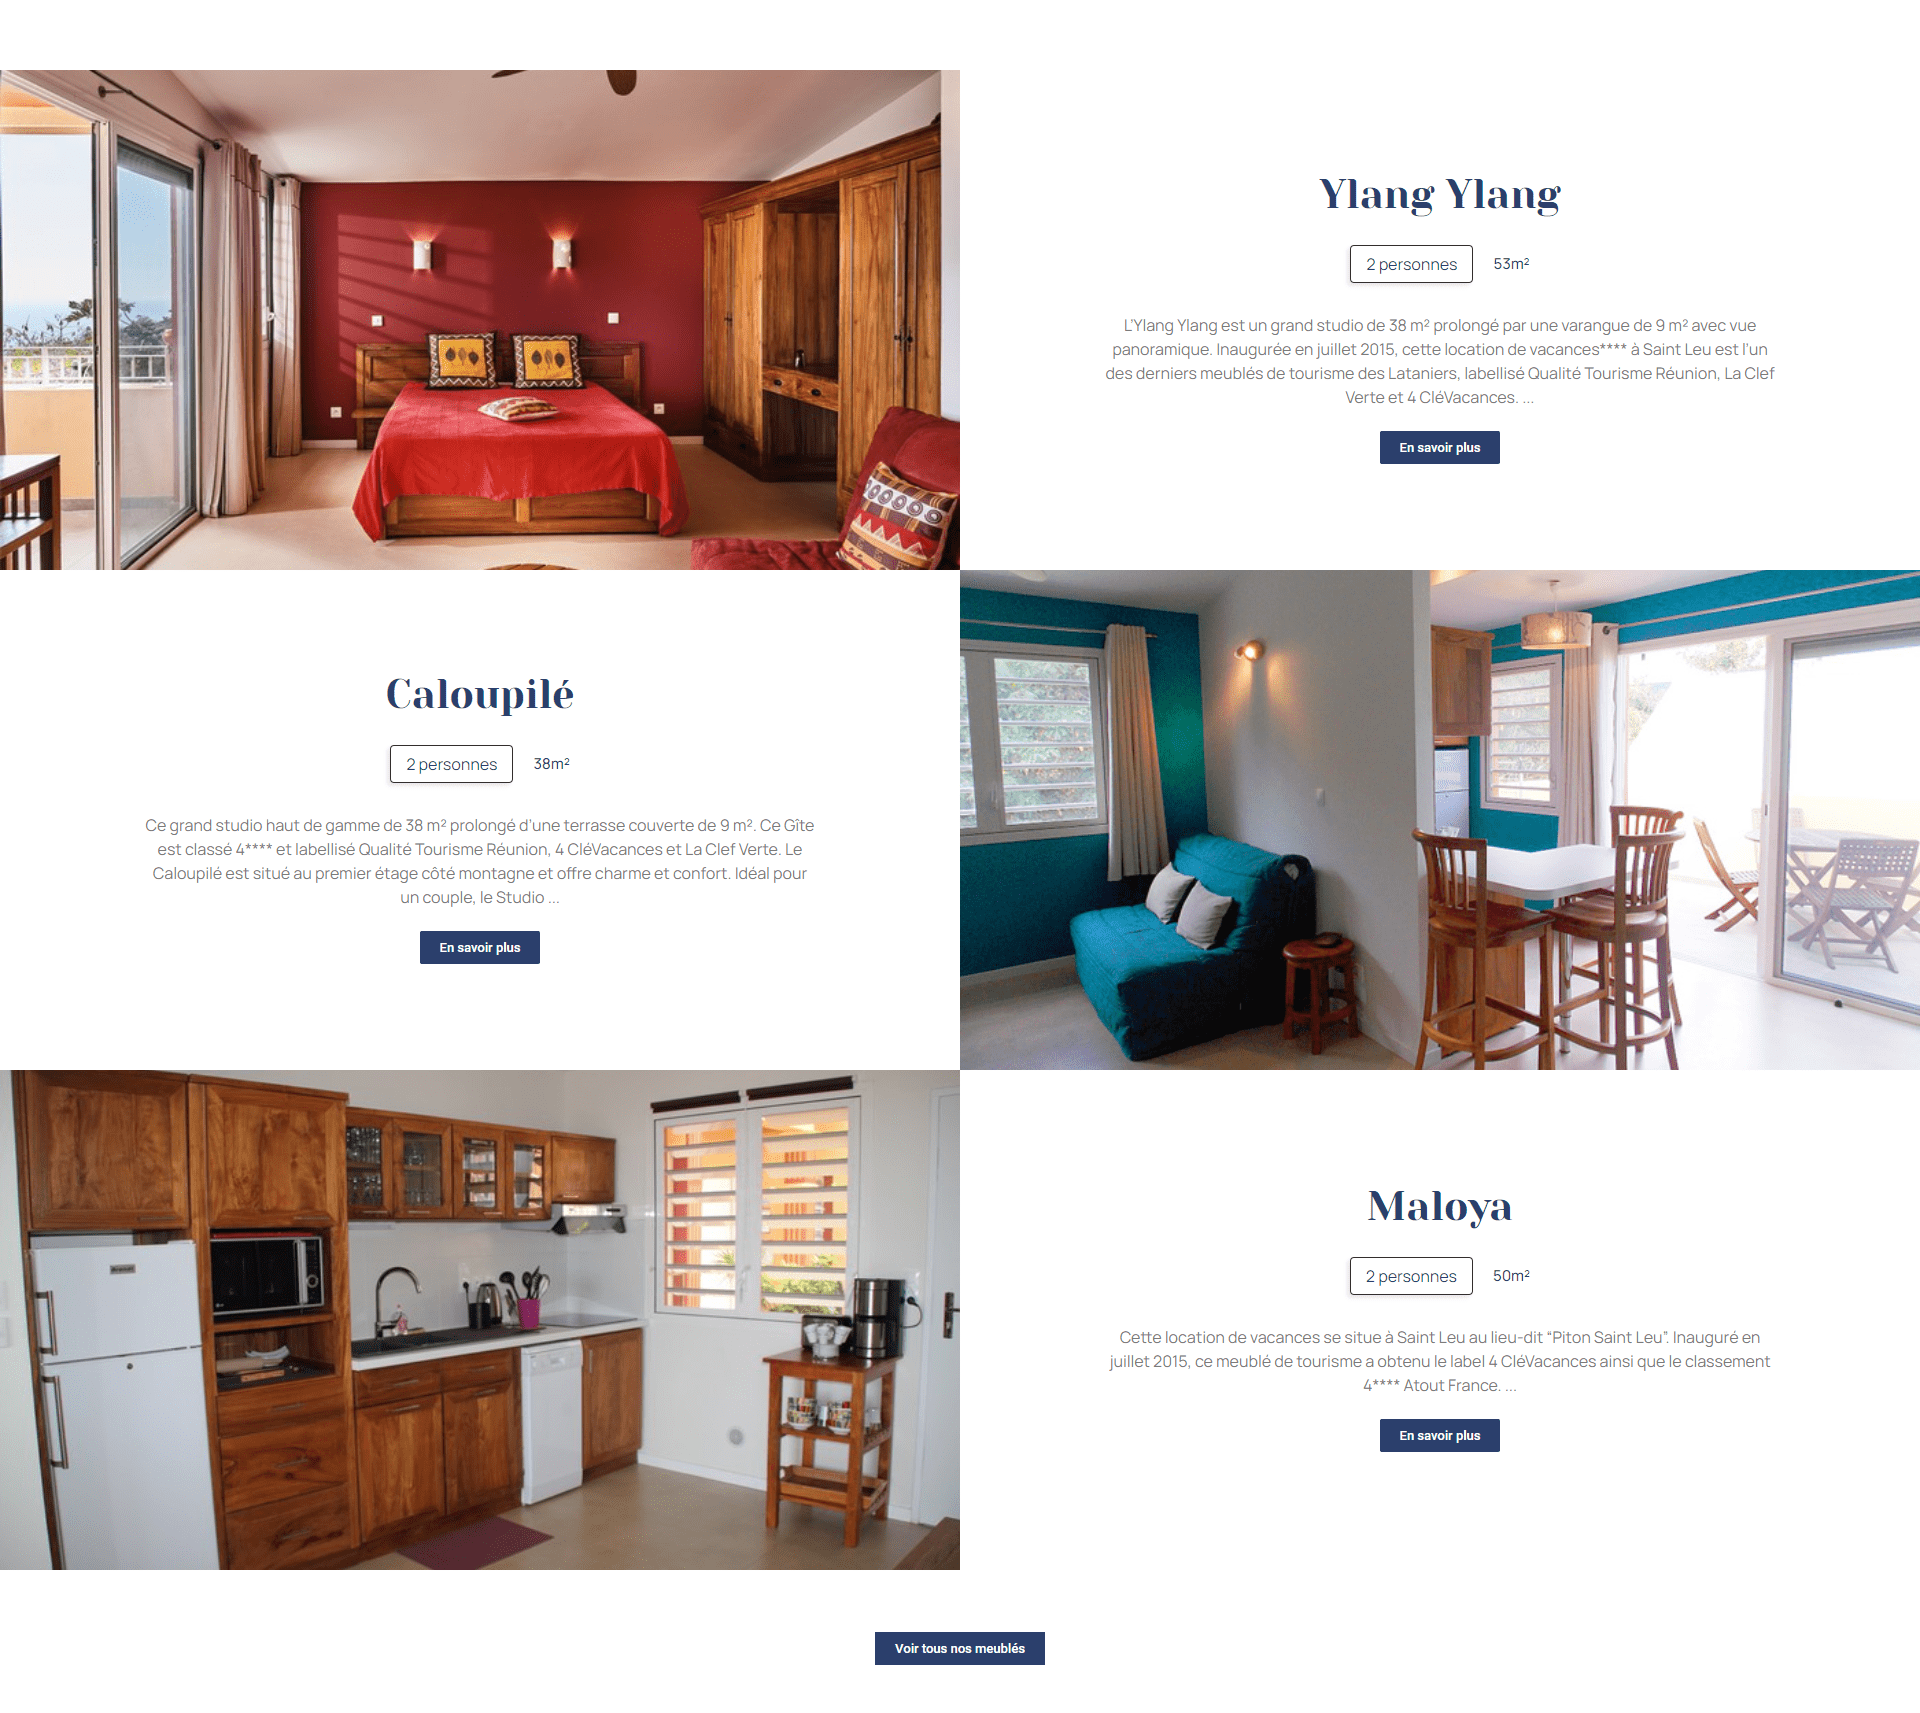 Ylang Ylang
2 personnes
53m²
L’Ylang Ylang est un grand studio de 38 m² prolongé par une varangue de 9 m² avec vue
panoramique. Inaugurée en juillet 2015, cette location de vacances**** à Saint Leu est l’un
des derniers meublés de tourisme des Lataniers, labellisé Qualité Tourisme Réunion, La Clef
Verte et 4 CléVacances. ...
En savoir plus
Caloupilé
2 personnes
38m²
Ce grand studio haut de gamme de 38 m² prolongé d’une terrasse couverte de 9 m². Ce Gîte
est classé 4**** et labellisé Qualité Tourisme Réunion, 4 CléVacances et La Clef Verte. Le
Caloupilé est situé au premier étage côté montagne et offre charme et confort. Idéal pour
un couple, le Studio ...
En savoir plus
Maloya
2 personnes
50m²
Cette location de vacances se situe à Saint Leu au lieu-dit “Piton Saint Leu”. Inauguré en
juillet 2015, ce meublé de tourisme a obtenu le label 4 CléVacances ainsi que le classement
4**** Atout France. ...
En savoir plus
Voir tous nos meublés